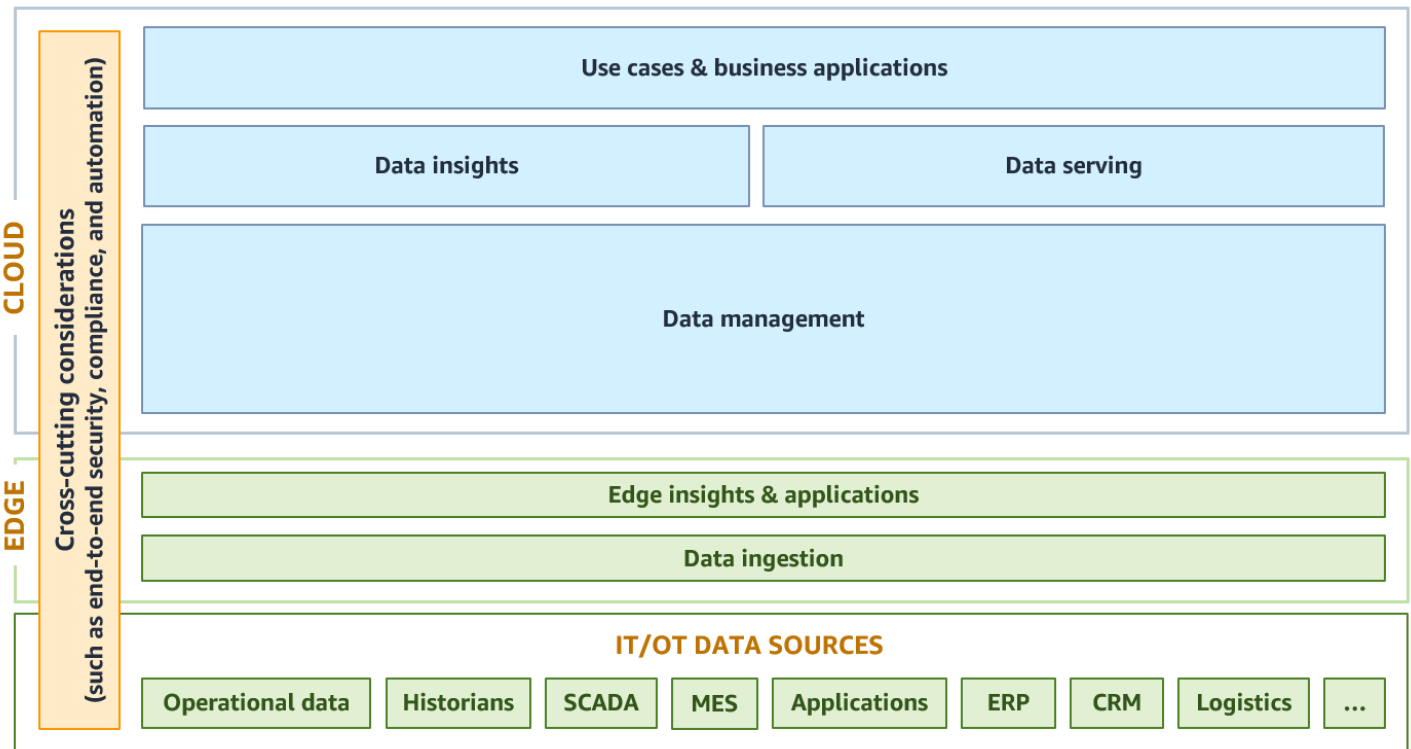 CLOUD
Cross-cutting considerations
(such as end-to-end security, compliance, and automation)
Use cases & business applications
Data insights
Data serving
Data management
EDGE
Edge insights & applications
Data ingestion
IT/OT DATA SOURCES
Operational data
Historians
SCADA
MES
Applications
ERP
CRM
Logistics
...